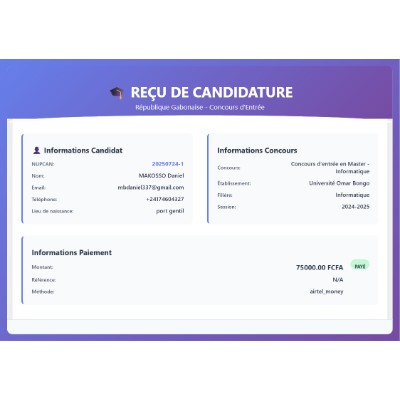 🎓 REÇU DE CANDIDATURE
République Gabonaise - Concours d'Entrée
👤 Informations Candidat
NUPCAN: 20250724-1
Nom: MAKOSSO Daniel
Email: mbdaniel337@gmail.com
Téléphone: +24174604327
Lieu de naissance: port gentil
Informations Concours
Concours: Concours d'entrée en Master -
Informatique
Établissement: Université Omar Bongo
Filière: Informatique
Session: 2024-2025
Informations Paiement
Montant: 75000.00 FCFA PAYÉ
Référence: N/A
Méthode: airtel_money